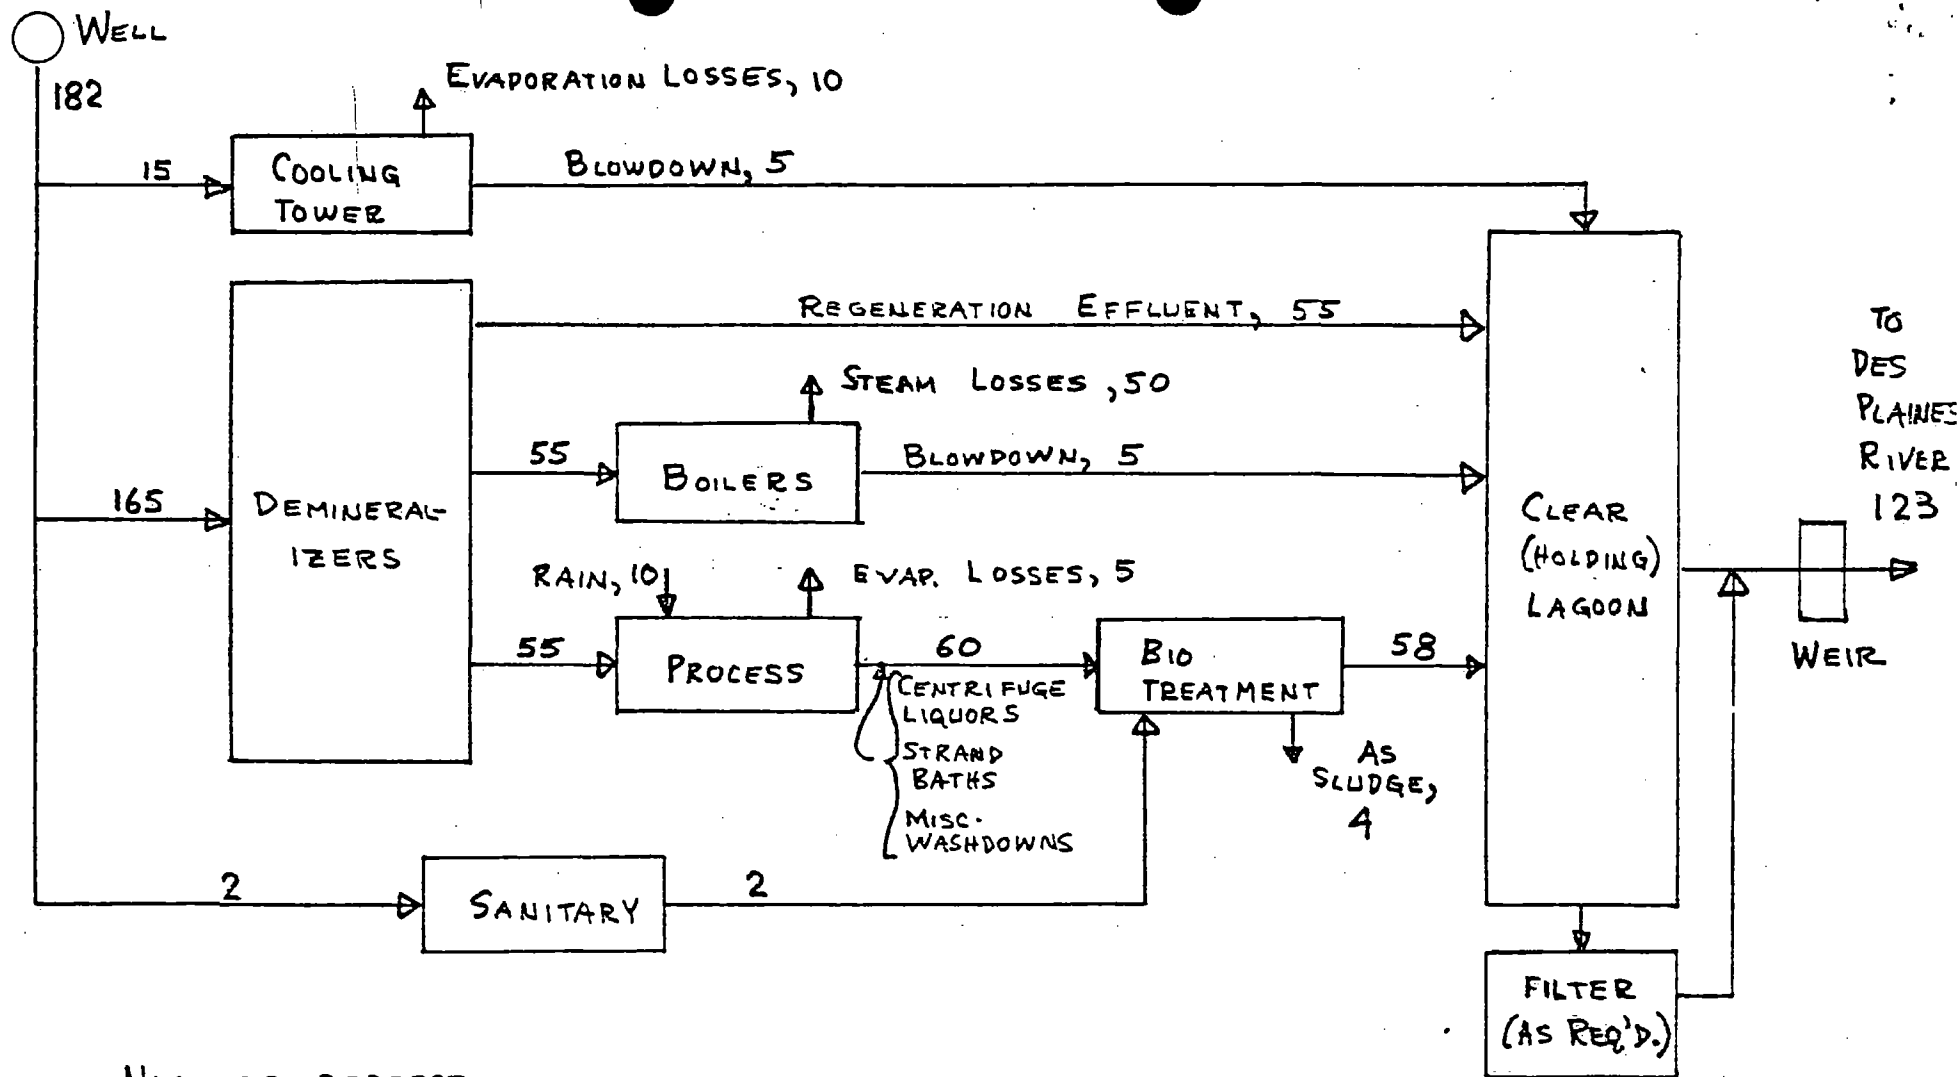 WELL
182
EVAPORATION LOSSES, 10
15
COOLING
TOWER
BLOWDOWN, 5
REGENERATION EFFLUENT, 55
TO
DES
PLAINES
RIVER
123
STEAM LOSSES, 50
55
BOILERS
BLOWDOWN, 5
165
DEMINERAL-
IZERS
CLEAR
(HOLDING)
LAGOON
RAIN, 10
EVAP. LOSSES, 5
55
PROCESS
60
BIO
TREATMENT
58
WEIR
CENTRIFUGE
LIQUORS
STRAND
BATHS
MISC.
WASHDOWNS
AS
SLUDGE,
4
2
SANITARY
2
FILTER
(AS REQ'D.)